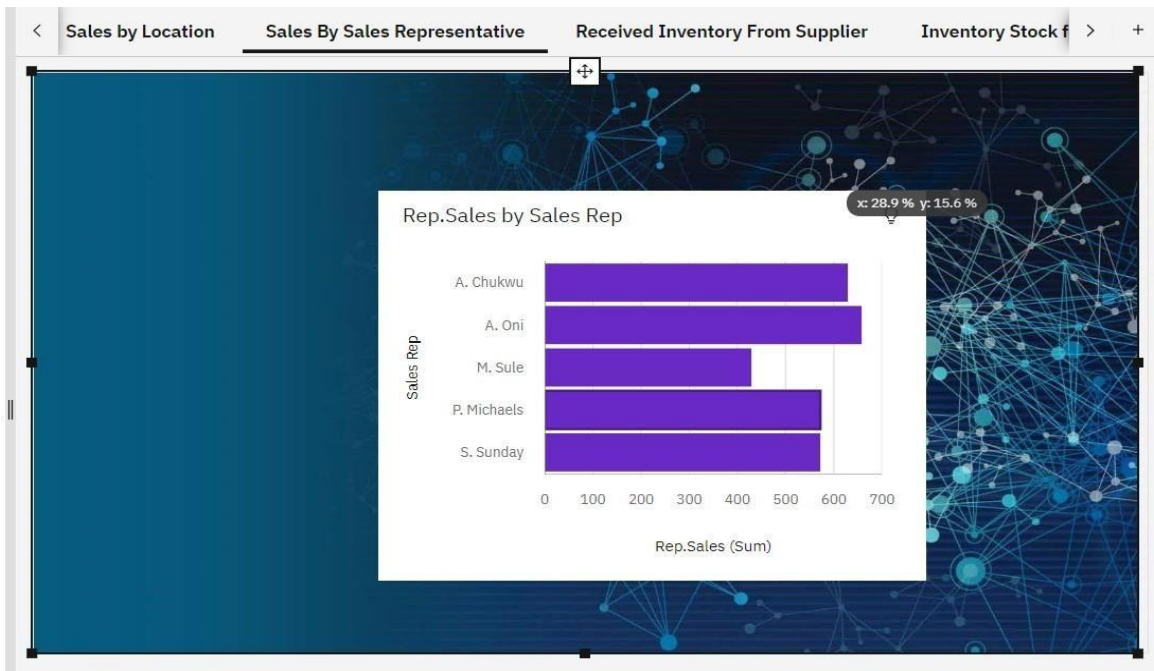 Sales by Location
Sales By Sales Representative
Received Inventory From Supplier
Inventory Stock f
x: 28.9 % y: 15.6 %
Rep.Sales by Sales Rep
Sales Rep
A. Chukwu
A. Oni
M. Sule
P. Michaels
S. Sunday
0 100 200 300 400 500 600 700
Rep.Sales (Sum)